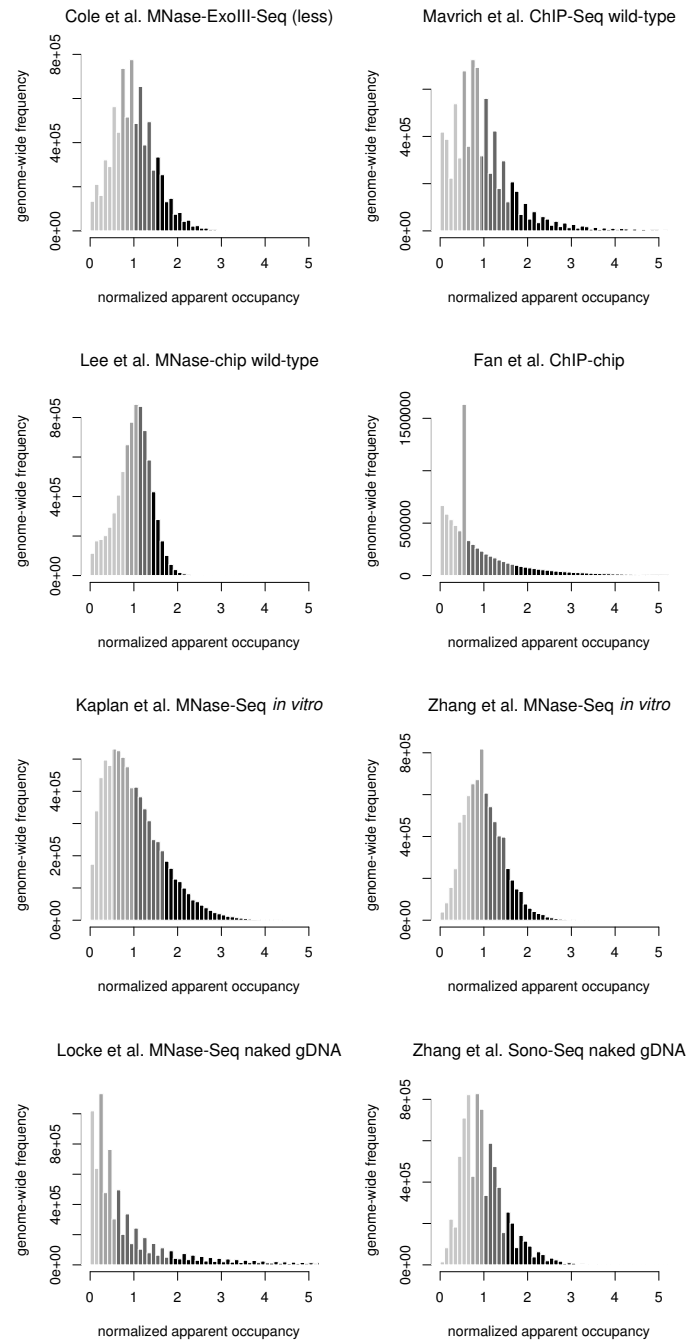 Cole et al. MNase-ExoIII-Seq (less)
genome-wide frequency
0e+00 4e+05 8e+05
0 1 2 3 4 5
normalized apparent occupancy
Mavrich et al. ChIP-Seq wild-type
genome-wide frequency
0e+00 4e+05
0 1 2 3 4 5
normalized apparent occupancy
Lee et al. MNase-chip wild-type
genome-wide frequency
0e+00 4e+05 8e+05
0 1 2 3 4 5
normalized apparent occupancy
Fan et al. ChIP-chip
genome-wide frequency
0 500000 1500000
0 1 2 3 4 5
normalized apparent occupancy
Kaplan et al. MNase-Seq in vitro
genome-wide frequency
0e+00 2e+05 4e+05
0 1 2 3 4 5
normalized apparent occupancy
Zhang et al. MNase-Seq in vitro
genome-wide frequency
0e+00 4e+05 8e+05
0 1 2 3 4 5
normalized apparent occupancy
Locke et al. MNase-Seq naked gDNA
genome-wide frequency
0e+00 4e+05 8e+05
0 1 2 3 4 5
normalized apparent occupancy
Zhang et al. Sono-Seq naked gDNA
genome-wide frequency
0e+00 4e+05 8e+05
0 1 2 3 4 5
normalized apparent occupancy